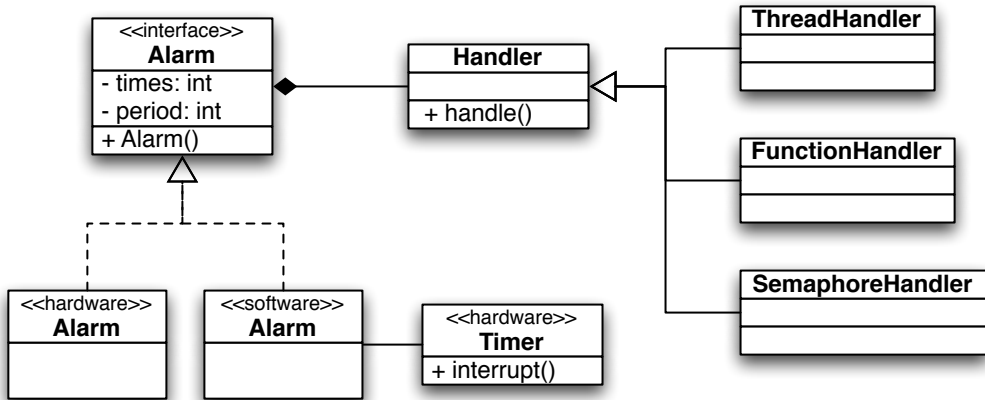 <<interface>>
Alarm
- times: int
- period: int
+ Alarm()
Handler
+ handle()
ThreadHandler
FunctionHandler
SemaphoreHandler
<<hardware>>
Alarm
<<software>>
Alarm
<<hardware>>
Timer
+ interrupt()